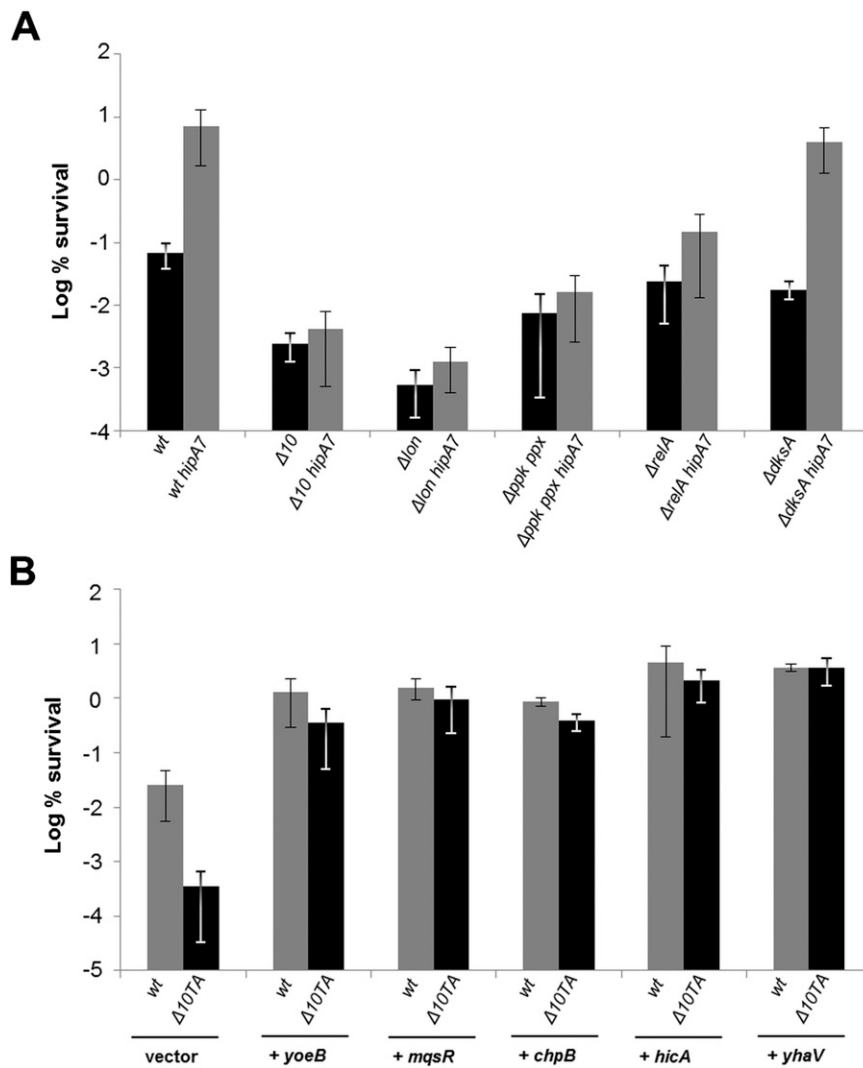 A
Log % survival
2
1
0
-1
-2
-3
-4
wt
wt hipA7
Δ10
Δ10 hipA7
Δlon
Δlon hipA7
Δppk ppx
Δppk ppx hipA7
ΔrelA
ΔrelA hipA7
ΔdksA
ΔdksA hipA7
B
Log % survival
2
1
0
-1
-2
-3
-4
-5
wt
Δ10TA
wt
Δ10TA
wt
Δ10TA
wt
Δ10TA
wt
Δ10TA
wt
Δ10TA
vector
+ yoeB
+ mqsR
+ chpB
+ hicA
+ yhaV